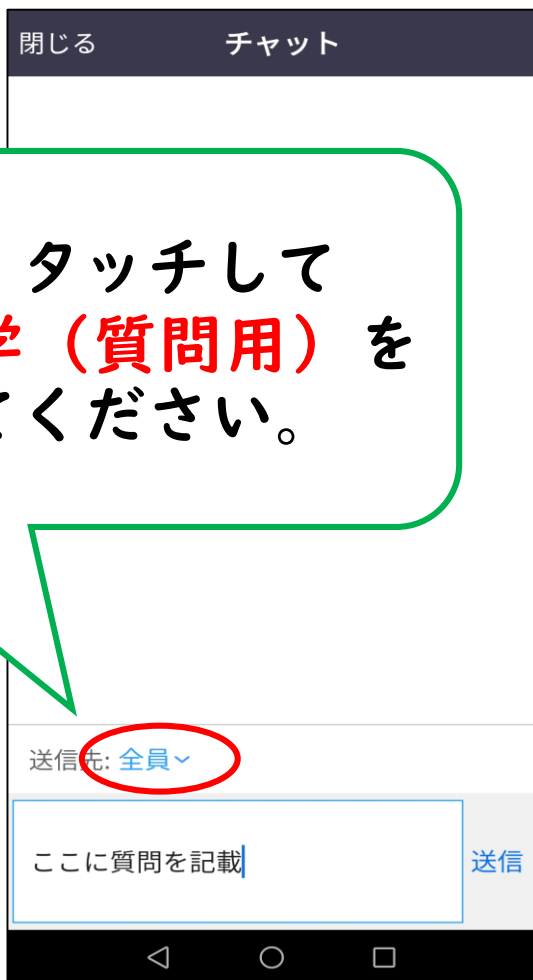 閉じる チャット
タッチして
学（質問用）を
てください。
送信先: 全員
ここに質問を記載
送信